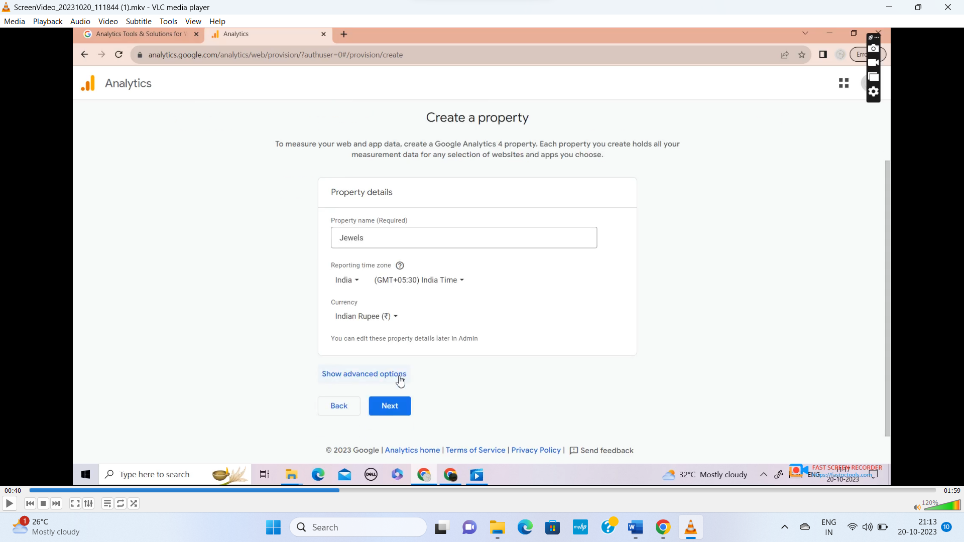 ScreenVideo_20231020_111844 (1).mkv - VLC media player
Media Playback Audio Video Subtitle Tools View Help
Analytics Tools & Solutions for
Analytics
analytics.google.com/analytics/web/provision/?authuser=0#/provision/create
Analytics
Create a property
To measure your web and app data, create a Google Analytics 4 property. Each property you create holds all your
measurement data for any selection of websites and apps you choose.
Property details
Property name (Required)
Jewels
Reporting time zone
India (GMT+05:30) India Time
Currency
Indian Rupee (₹)
You can edit these property details later in Admin
Show advanced options
Back Next
© 2023 Google | Analytics home | Terms of Service | Privacy Policy | Send feedback
Type here to search
DELL
32°C Mostly cloudy
ENG
FAST SCREEN RECORDER
20-10-2023
00:40 01:59
120%
1
26°C
Mostly cloudy
Search
ENG
IN
21:13
20-10-2023
10